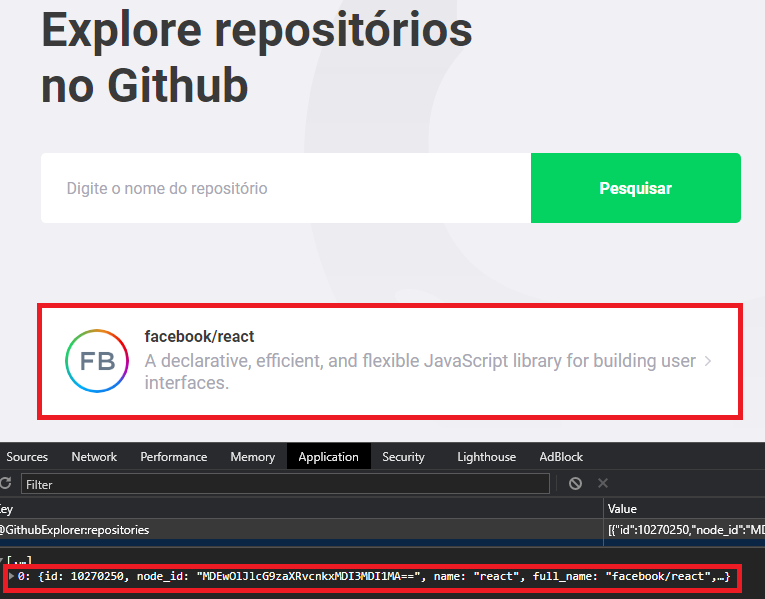 Explore repositórios
no Github
Digite o nome do repositório
Pesquisar
FB
facebook/react
A declarative, efficient, and flexible JavaScript library for building user
interfaces.
Sources Network Performance Memory Application Security Lighthouse AdBlock
Filter
ey Value
@GithubExplorer:repositories [{"id":10270250,"node_id":"MD
[,…]
0: {id: 10270250, node_id: "MDEwOlJlcG9zaXRvcnkxMDI3MDI1MA==", name: "react", full_name: "facebook/react",…}